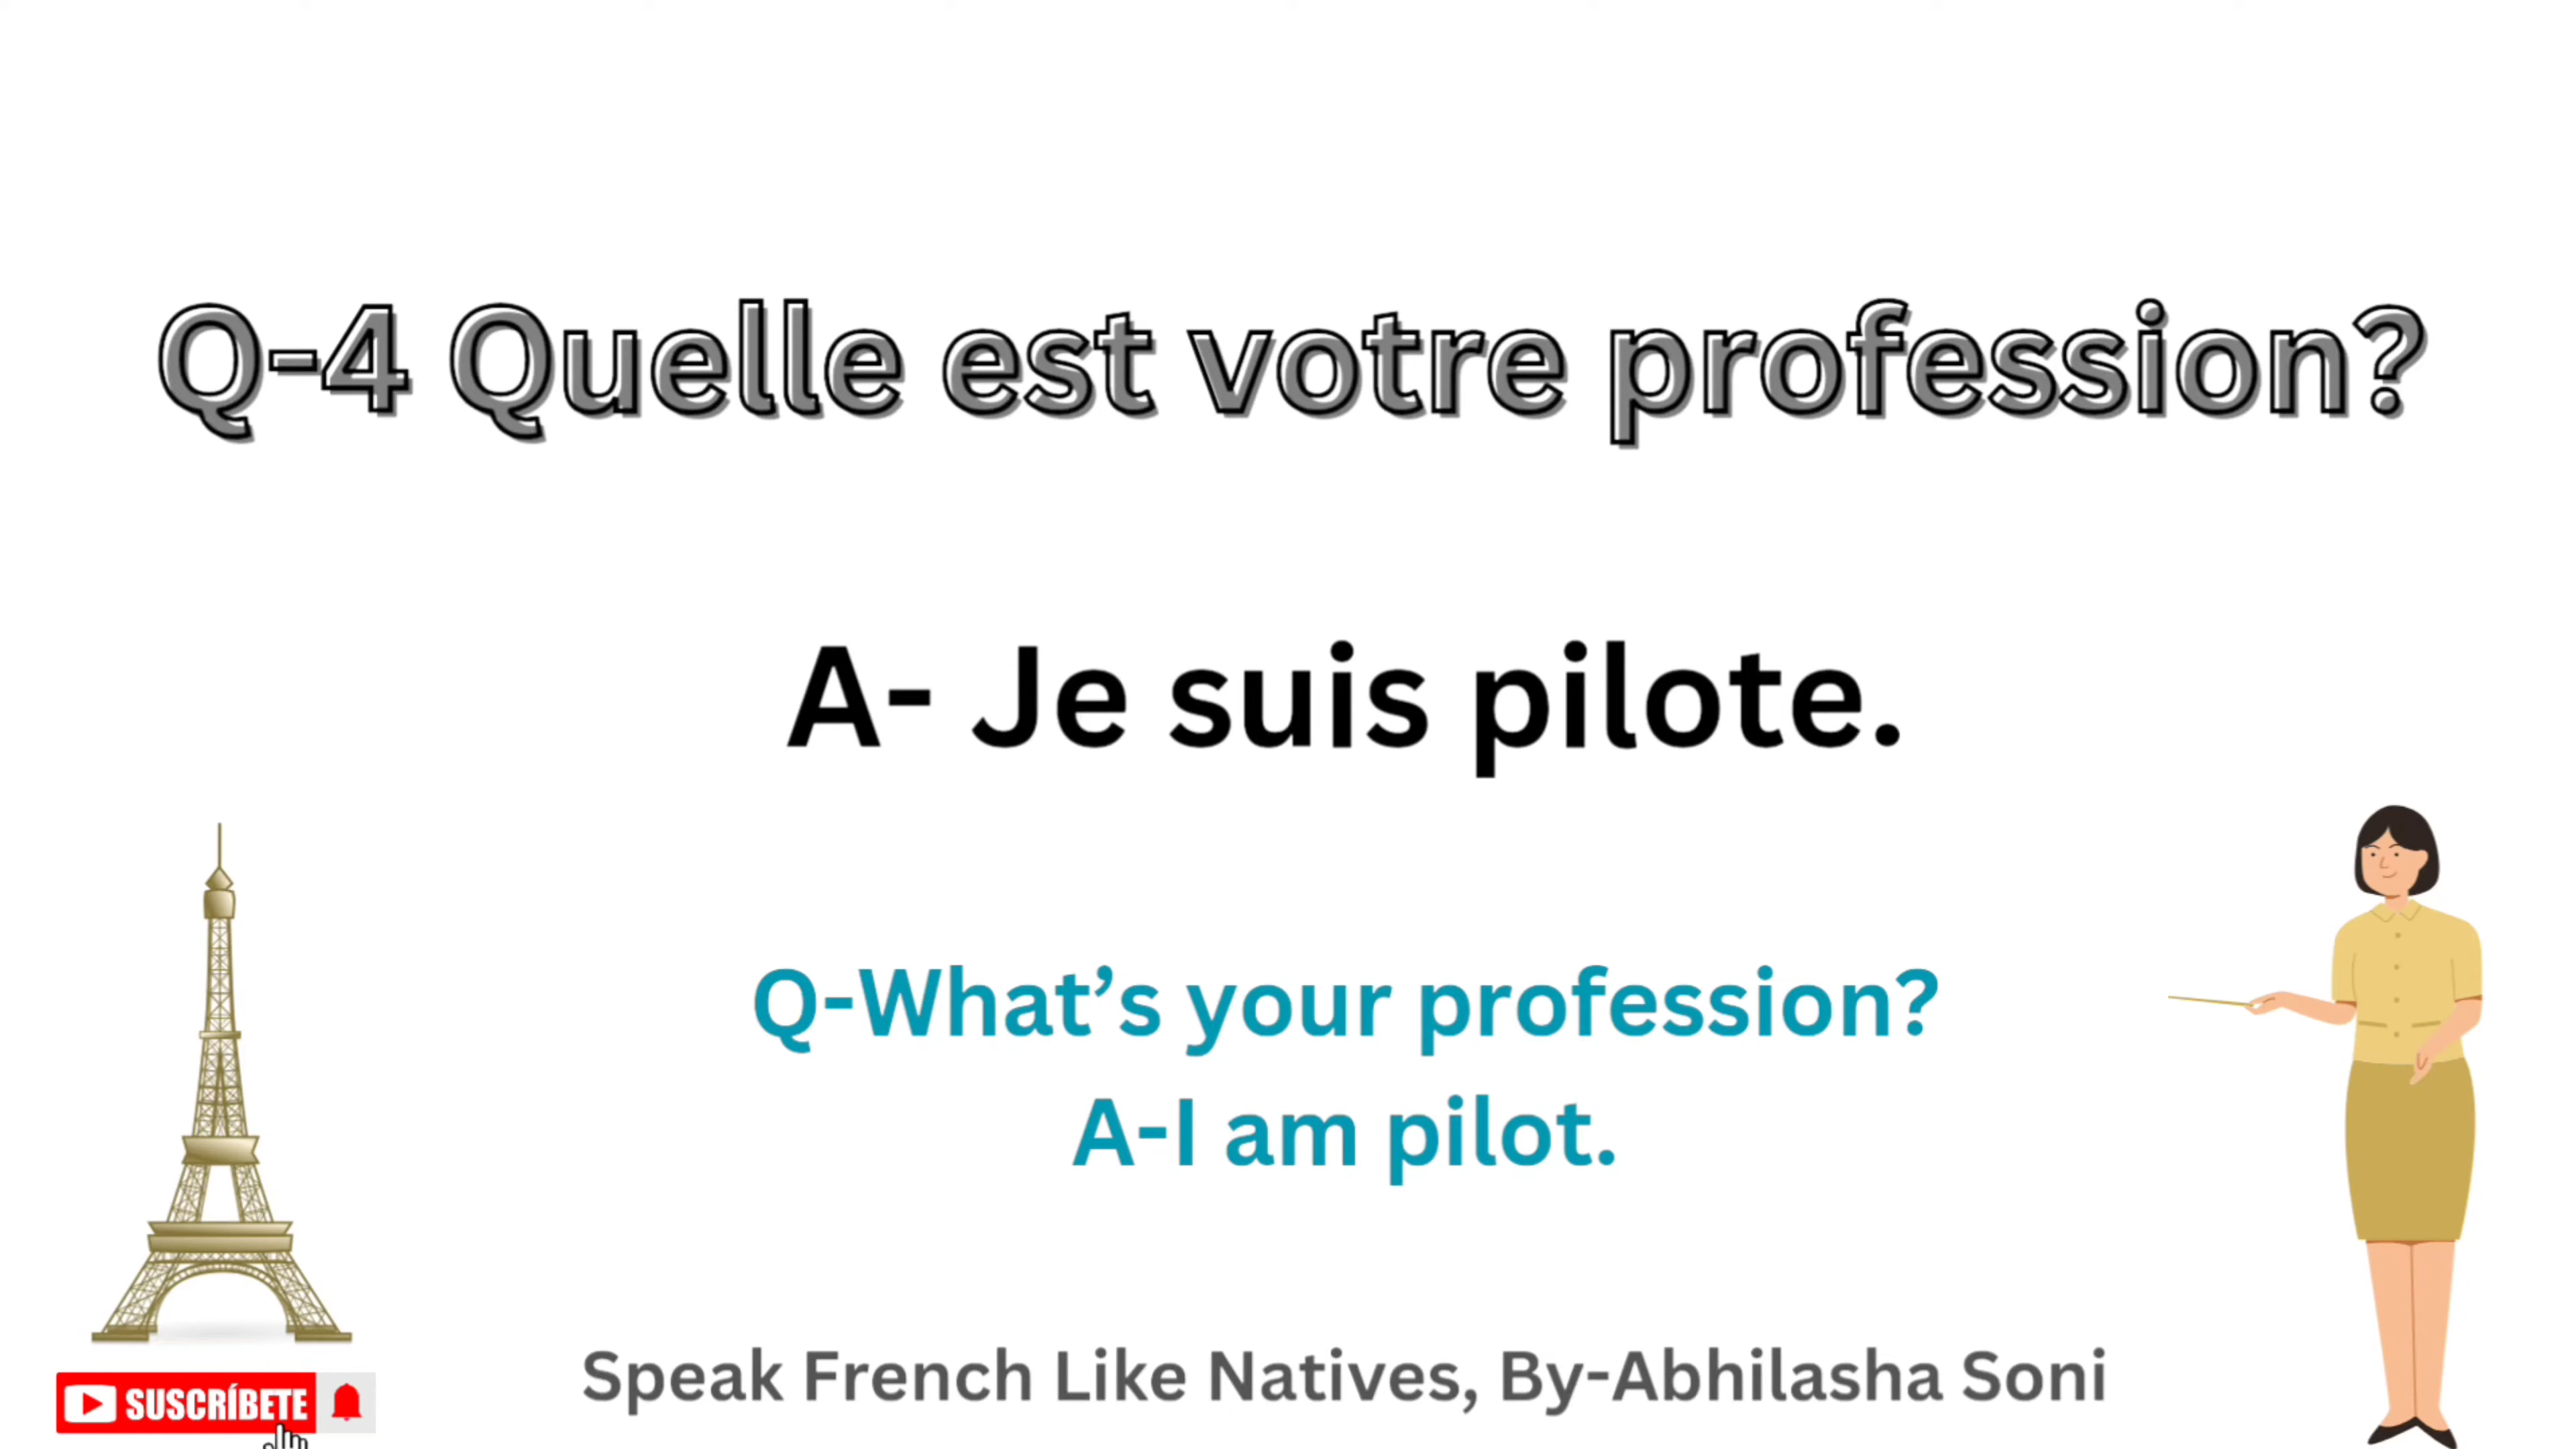 Q-4 Quelle est votre profession?
A- Je suis pilote.
Q-What’s your profession?
A-I am pilot.
Speak French Like Natives, By-Abhilasha Soni
SUSCRÍBETE